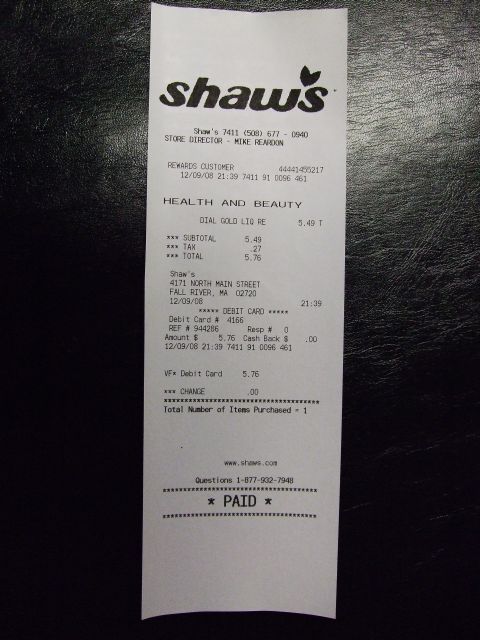 shaw's
Shaw's 7411 (508) 677 - 0940
STORE DIRECTOR - MIKE REARDON
REWARDS CUSTOMER 44441455217
12/09/08 21:39 7411 91 0096 461
HEALTH AND BEAUTY
DIAL GOLD LIQ RE 5.49 T
*** SUBTOTAL 5.49
*** TAX .27
*** TOTAL 5.76
Shaw's
4171 NORTH MAIN STREET
FALL RIVER, MA 02720
12/09/08 21:39
***** DEBIT CARD *****
Debit Card # 4166
REF # 944286 Resp # 0
Amount $ 5.76 Cash Back $ .00
12/09/08 21:39 7411 91 0096 461
VF* Debit Card 5.76
*** CHANGE .00
****************************************
Total Number of Items Purchased = 1
www.shaws.com
Questions 1-877-932-7948
****************************************
* PAID *
****************************************